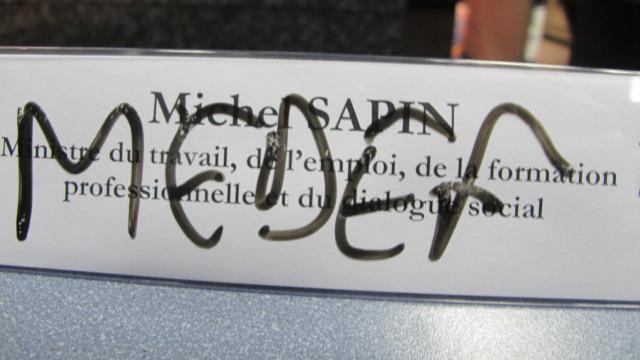 Michel SAPIN
Ministre du travail, de l'emploi, de la formation
professionnelle et du dialogue social
MEDEF